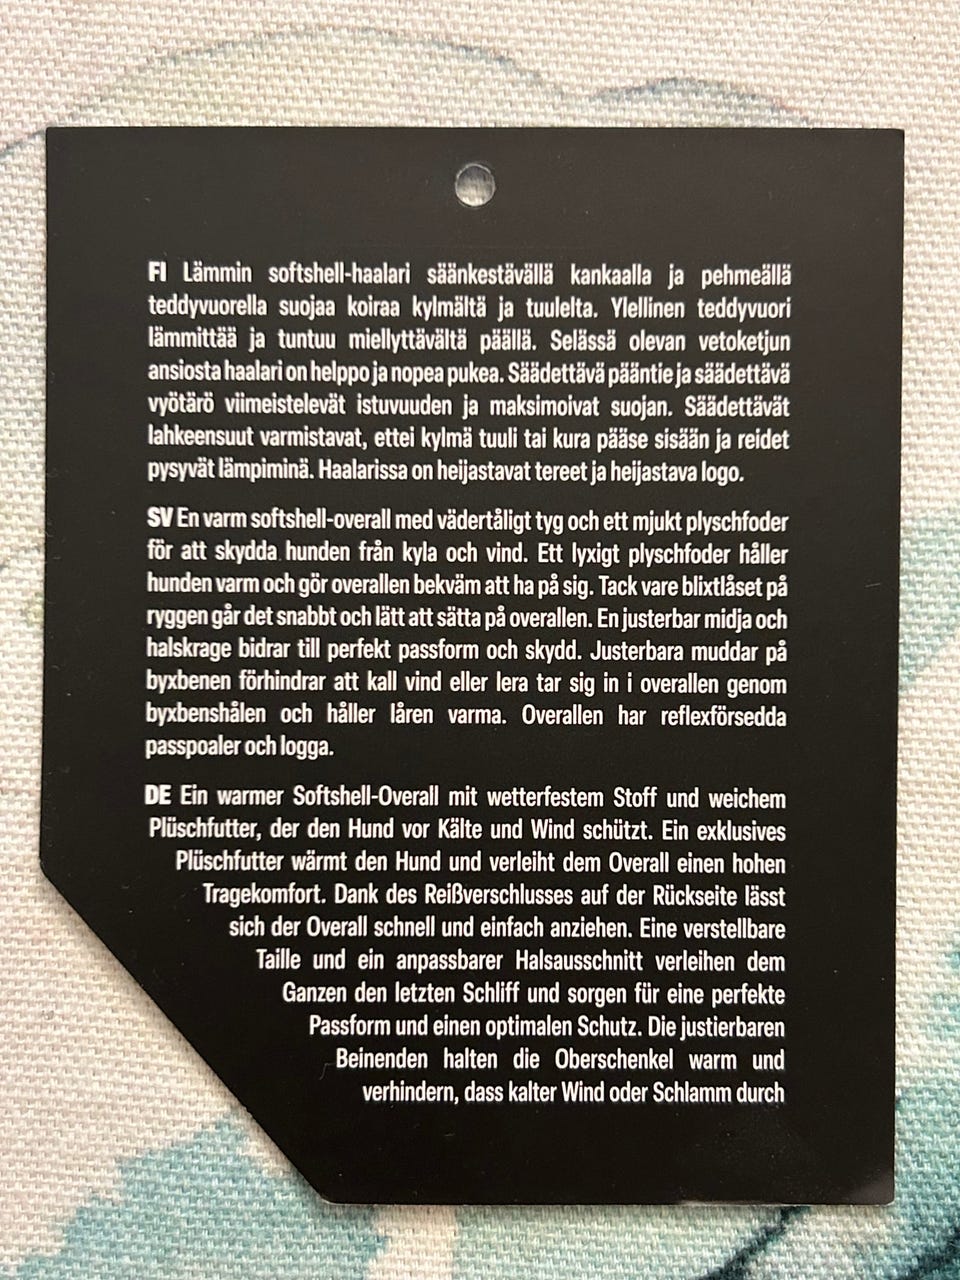 FI Lämmin softshell-haalari säänkestävällä kankaalla ja pehmeällä
teddyvuorella suojaa koiraa kylmältä ja tuulelta. Ylellinen teddyvuori
lämmittää ja tuntuu miellyttävältä päällä. Selässä olevan vetoketjun
ansiosta haalari on helppo ja nopea pukea. Säädettävä pääntie ja säädettävä
vyötärö viimeistelevät istuvuuden ja maksimoivat suojan. Säädettävät
lahkeensuut varmistavat, ettei kylmä tuuli tai kura pääse sisään ja reidet
pysyvät lämpiminä. Haalarissa on heijastavat tereet ja heijastava logo.
SV En varm softshell-overall med vädertåligt tyg och ett mjukt plyschfoder
för att skydda hunden från kyla och vind. Ett lyxigt plyschfoder håller
hunden varm och gör overallen bekväm att ha på sig. Tack vare blixtlåset på
ryggen går det snabbt och lätt att sätta på overallen. En justerbar midja och
halskrage bidrar till perfekt passform och skydd. Justerbara muddar på
byxbenen förhindrar att kall vind eller lera tar sig in i overallen genom
byxbenshålen och håller låren varma. Overallen har reflexförsedda
passpoaler och logga.
DE Ein warmer Softshell-Overall mit wetterfestem Stoff und weichem
Plüschfutter, der den Hund vor Kälte und Wind schützt. Ein exklusives
Plüschfutter wärmt den Hund und verleiht dem Overall einen hohen
Tragekomfort. Dank des Reißverschlusses auf der Rückseite lässt
sich der Overall schnell und einfach anziehen. Eine verstellbare
Taille und ein anpassbarer Halsausschnitt verleihen dem
Ganzen den letzten Schliff und sorgen für eine perfekte
Passform und einen optimalen Schutz. Die justierbaren
Beinenden halten die Oberschenkel warm und
verhindern, dass kalter Wind oder Schlamm durch